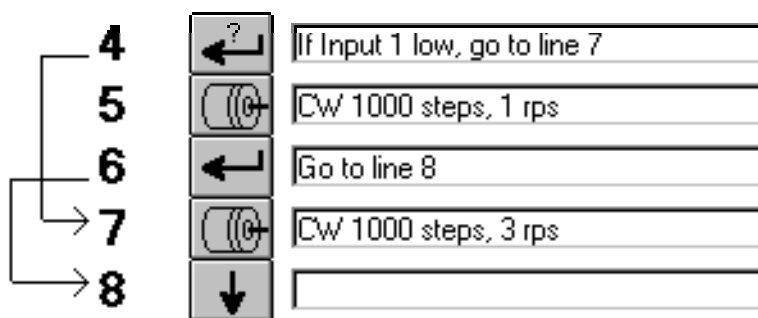 4 ? If Input 1 low, go to line 7
5 CW 1000 steps, 1 rps
6 Go to line 8
7 CW 1000 steps, 3 rps
8